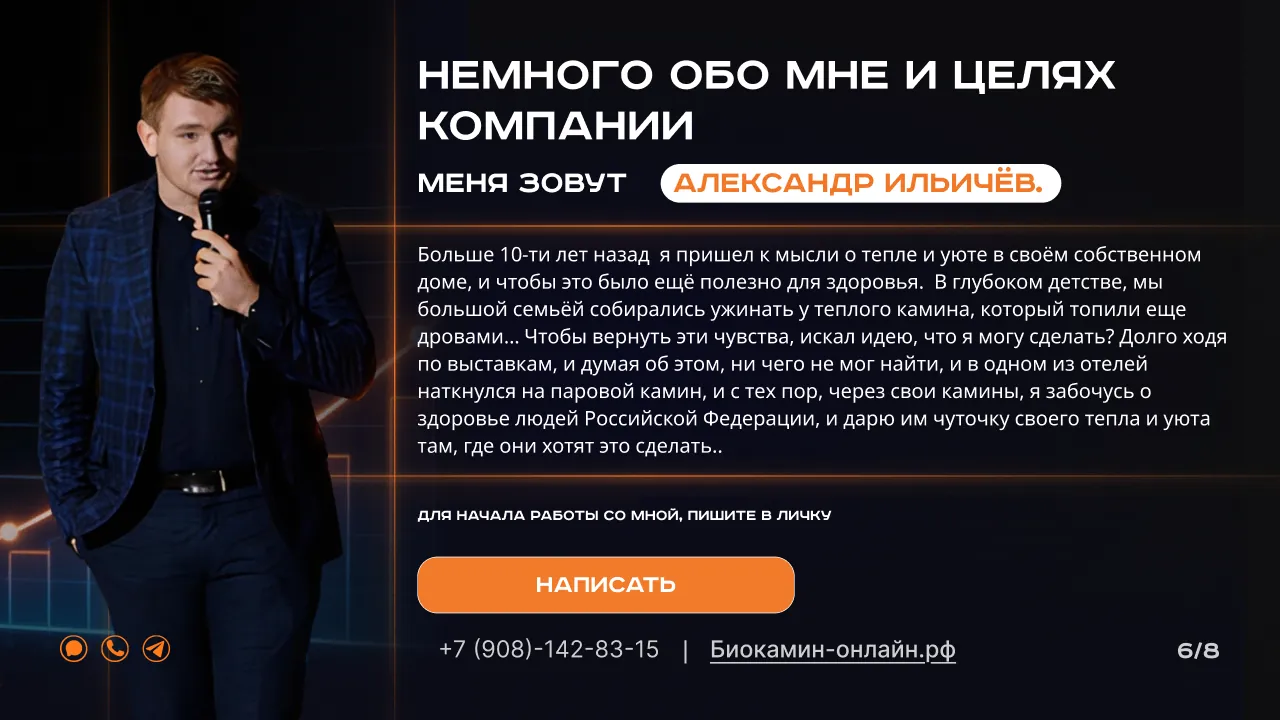 НЕМНОГО ОБО МНЕ И ЦЕЛЯХ
КОМПАНИИ
МЕНЯ ЗОВУТ АЛЕКСАНДР ИЛЬИЧЁВ.
Больше 10-ти лет назад  я пришел к мысли о тепле и уюте в своём собственном
доме, и чтобы это было ещё полезно для здоровья.  В глубоком детстве, мы
большой семьёй собирались ужинать у теплого камина, который топили еще
дровами... Чтобы вернуть эти чувства, искал идею, что я могу сделать? Долго ходя
по выставкам, и думая об этом, ни чего не мог найти, и в одном из отелей
наткнулся на паровой камин, и с тех пор, через свои камины, я забочусь о
здоровье людей Российской Федерации, и дарю им чуточку своего тепла и уюта
там, где они хотят это сделать..
ДЛЯ НАЧАЛА РАБОТЫ СО МНОЙ, ПИШИТЕ В ЛИЧКУ
НАПИСАТЬ
+7 (908)-142-83-15 | Биокамин-онлайн.рф
6/8